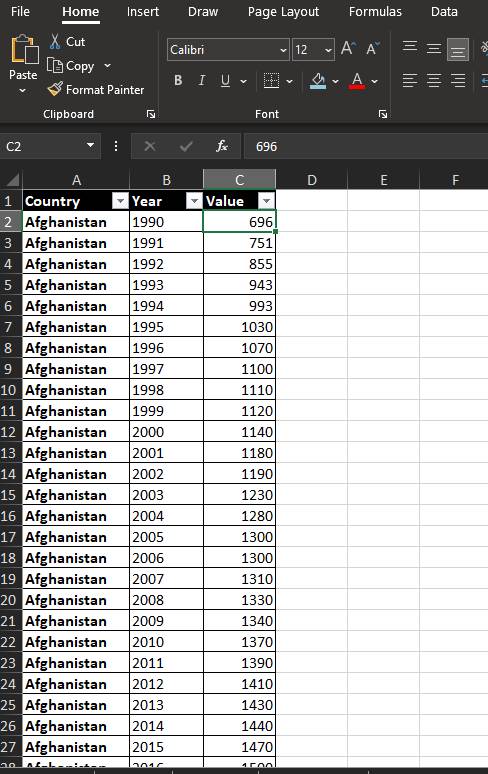 File Home Insert Draw Page Layout Formulas Data
Cut
Copy
Format Painter
Paste
Calibri 12 A A
B I U A
Clipboard Font
C2 fx 696
A B C D E F
1 Country Year Value
2 Afghanistan 1990 696
3 Afghanistan 1991 751
4 Afghanistan 1992 855
5 Afghanistan 1993 943
6 Afghanistan 1994 993
7 Afghanistan 1995 1030
8 Afghanistan 1996 1070
9 Afghanistan 1997 1100
10 Afghanistan 1998 1110
11 Afghanistan 1999 1120
12 Afghanistan 2000 1140
13 Afghanistan 2001 1180
14 Afghanistan 2002 1190
15 Afghanistan 2003 1230
16 Afghanistan 2004 1280
17 Afghanistan 2005 1300
18 Afghanistan 2006 1300
19 Afghanistan 2007 1310
20 Afghanistan 2008 1330
21 Afghanistan 2009 1340
22 Afghanistan 2010 1370
23 Afghanistan 2011 1390
24 Afghanistan 2012 1410
25 Afghanistan 2013 1430
26 Afghanistan 2014 1440
27 Afghanistan 2015 1470